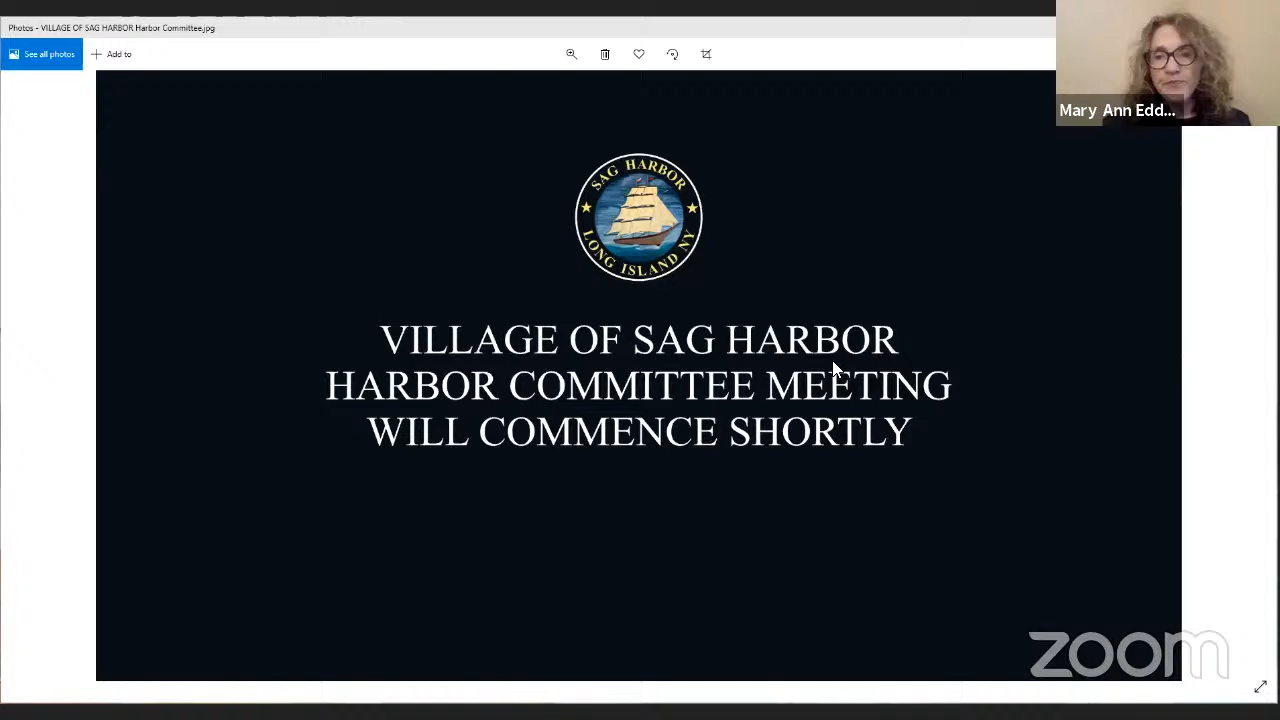 Photos - VILLAGE OF SAG HARBOR Harbor Committee.jpg
See all photos
Add to
Mary Ann Edd...
SAG HARBOR
LONG ISLAND NY
VILLAGE OF SAG HARBOR
HARBOR COMMITTEE MEETING
WILL COMMENCE SHORTLY
zoom